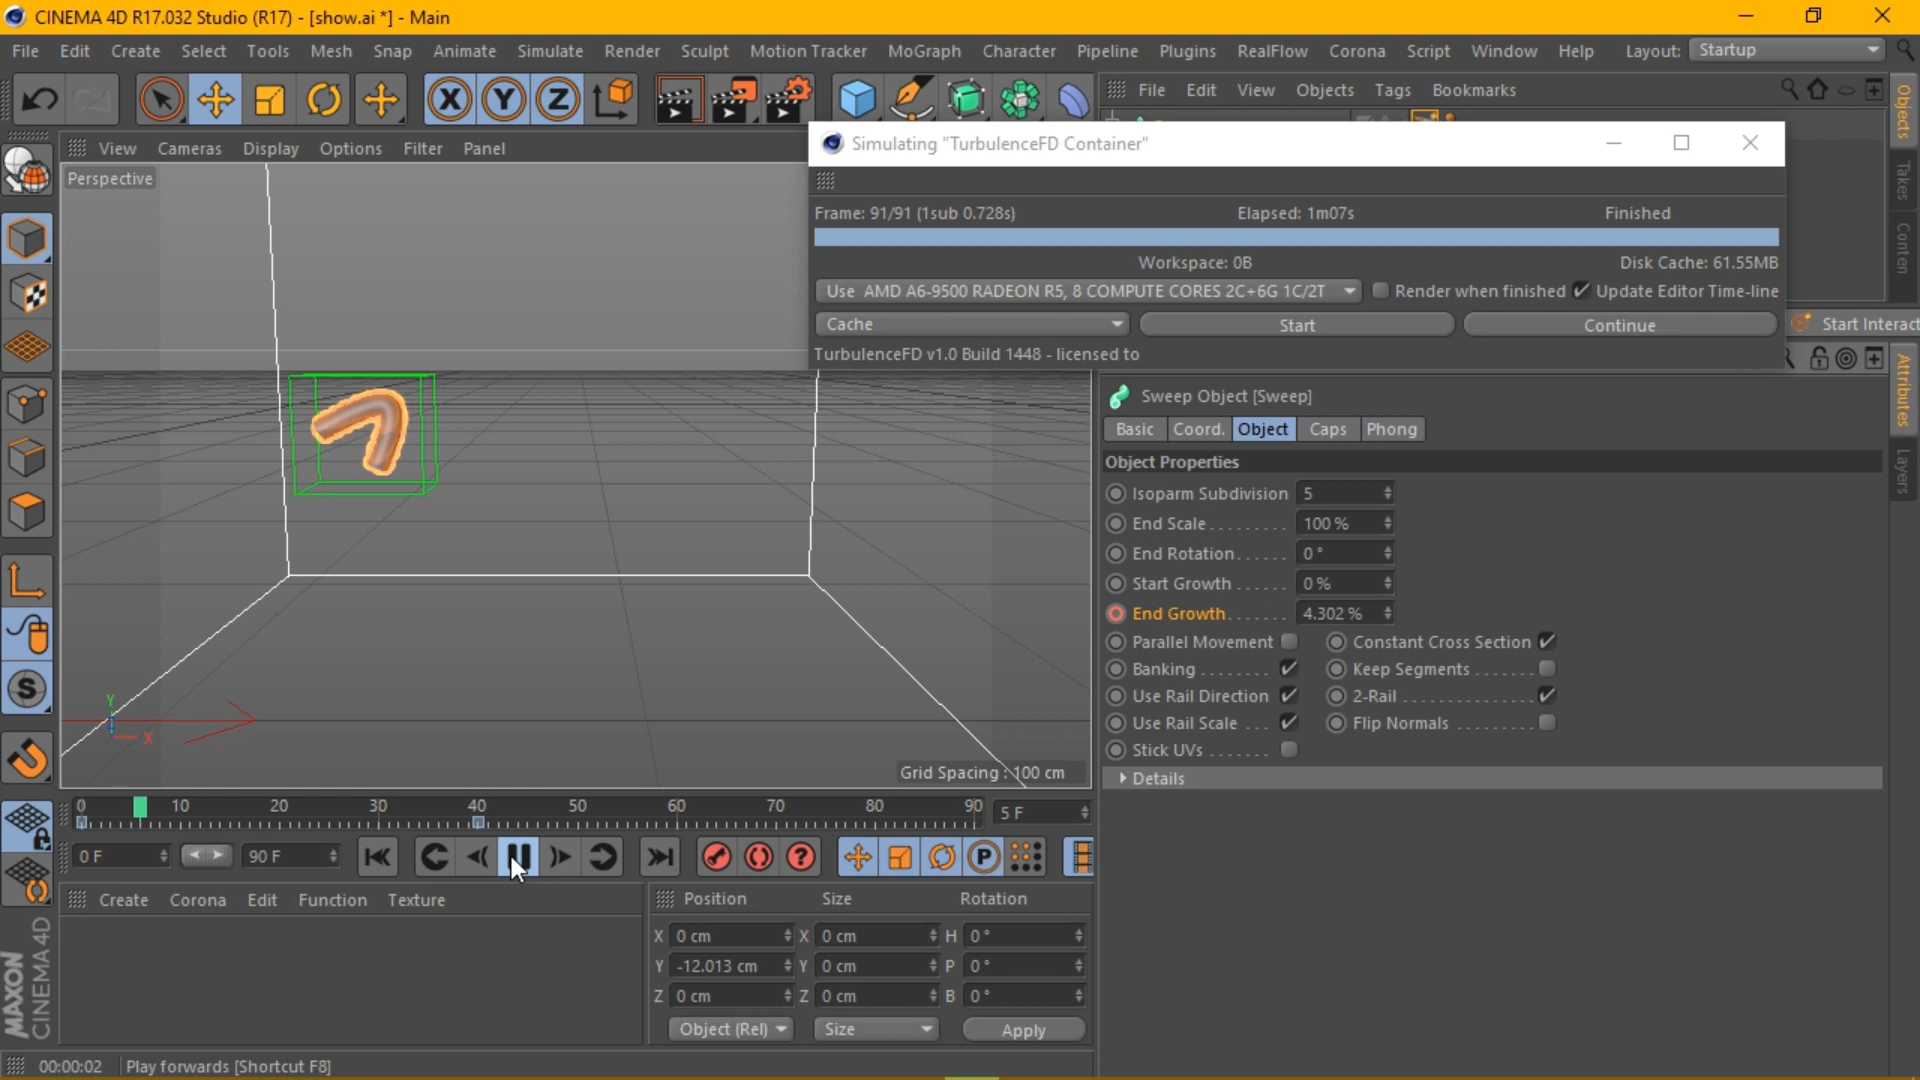 CINEMA 4D R17.032 Studio (R17) - [show.ai *] - Main
File Edit Create Select Tools Mesh Snap Animate Simulate Render Sculpt Motion Tracker MoGraph Character Pipeline Plugins RealFlow Corona Script Window Help Layout: Startup
X Y Z
File Edit View Objects Tags Bookmarks
Objects
Takes
View Cameras Display Options Filter Panel
Simulating "TurbulenceFD Container"
Perspective
Frame: 91/91 (1sub 0.728s) Elapsed: 1m07s Finished
Workspace: 0B Disk Cache: 61.55MB
Use AMD A6-9500 RADEON R5, 8 COMPUTE CORES 2C+6G 1C/2T Render when finished Update Editor Time-line
Cache Start Continue
Start Interact
TurbulenceFD v1.0 Build 1448 - licensed to
Conten
Attributes
Layers
Sweep Object [Sweep]
Basic Coord. Object Caps Phong
Object Properties
Isoparm Subdivision 5
End Scale 100 %
End Rotation 0 °
Start Growth 0 %
End Growth 4.302 %
Parallel Movement Constant Cross Section
Banking Keep Segments
Use Rail Direction 2-Rail
Use Rail Scale Flip Normals
Stick UVs
Details
Y
X
Grid Spacing : 100 cm
0 10 20 30 40 50 60 70 80 90 5 F
0 F 90 F
P
Create Corona Edit Function Texture
Position Size Rotation
X 0 cm X 0 cm H 0 °
Y -12.013 cm Y 0 cm P 0 °
Z 0 cm Z 0 cm B 0 °
Object (Rel) Size Apply
MAXON
CINEMA 4D
00:00:02 Play forwards [Shortcut F8]